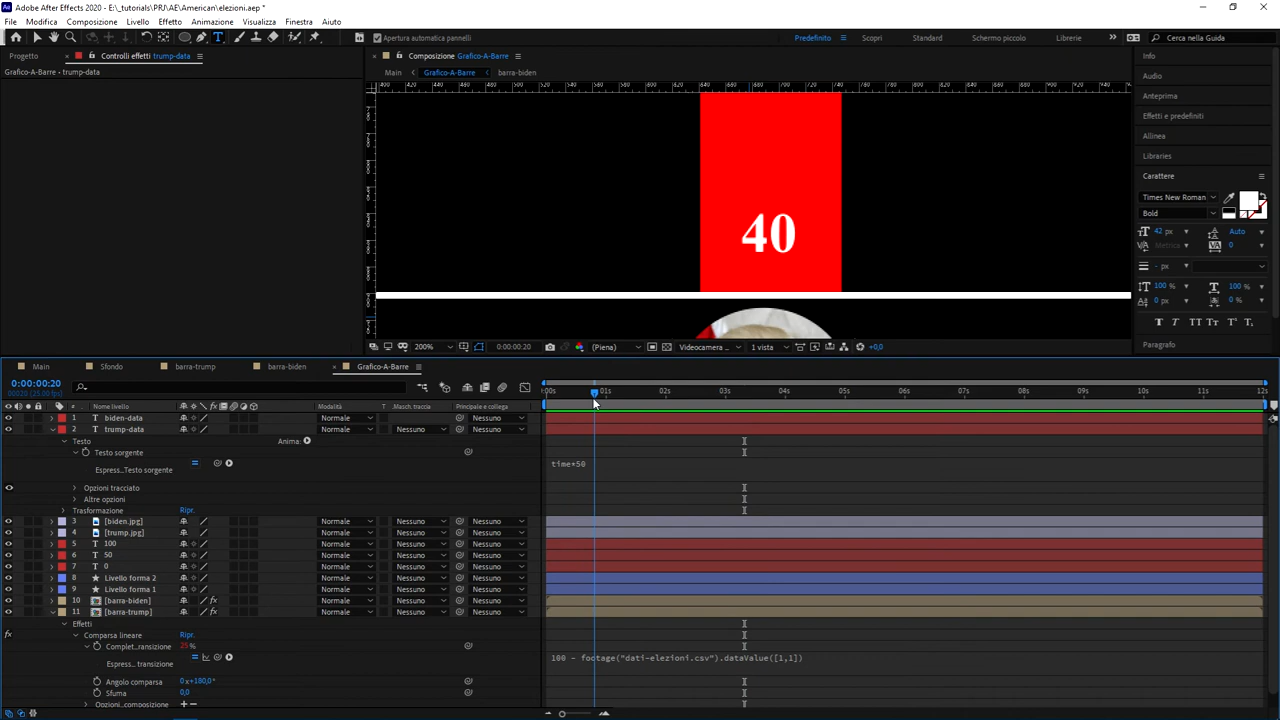 Adobe After Effects 2020 - E:\_tutorials\PRJ\AE\American\elezioni.aep *
File Modifica Composizione Livello Effetto Animazione Visualizza Finestra Aiuto
Apertura automatica pannelli Predefinito Scopri Standard Schermo piccolo Librerie Cerca nella Guida
Progetto Controlli effetti trump-data Composizione Grafico-A-Barre
Grafico-A-Barre • trump-data
Main Grafico-A-Barre barra-biden
40
200% 0:00:00:20 (Piena) Videocamera ... 1 vista +0,0
Info
Audio
Anteprima
Effetti e predefiniti
Allinea
Libraries
Carattere
Times New Roman
Bold
42 px Auto
Metrico 0
- px
100 % 100 %
0 px 0 %
Paragrafo
Main Sfondo barra-trump barra-biden Grafico-A-Barre
0:00:00:20
00020 (25.00 fps)
:00s 01s 02s 03s 04s 05s 06s 07s 08s 09s 10s 11s 12s
Nome livello Modalità T .Masch. traccia Principale e collega
1 T biden-data Normale Nessuno
2 T trump-data Normale Nessuno Nessuno
Testo Anima:
Testo sorgente
Espress...Testo sorgente time+50
Opzioni tracciato
Altre opzioni
Trasformazione Ripr.
3 [biden.jpg] Normale Nessuno Nessuno
4 [trump.jpg] Normale Nessuno Nessuno
5 T 100 Normale Nessuno Nessuno
6 T 50 Normale Nessuno Nessuno
7 T 0 Normale Nessuno Nessuno
8 Livello forma 2 Normale Nessuno Nessuno
9 Livello forma 1 Normale Nessuno Nessuno
10 [barra-biden] Normale Nessuno Nessuno
11 [barra-trump] Normale Nessuno Nessuno
Effetti
Comparsa lineare Ripr.
Complet...ransizione 25 %
Espress... transizione 100 - footage("dati-elezioni.csv").dataValue([1,1])
Angolo comparsa 0 x+180,0°
Sfuma 0,0
Opzioni...composizione + −